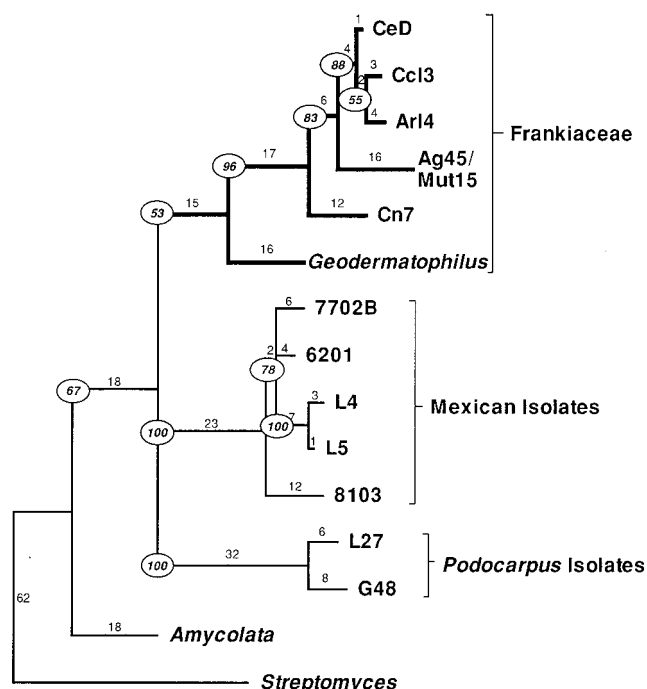 1
CeD
4
88
3
CcI3
2
55
6
83
4
ArI4
Frankiaceae
17
96
16
Ag45/
Mut15
53
15
12
Cn7
16
Geodermatophilus
6
7702B
2
4
6201
78
67
18
3
L4
Mexican Isolates
100
23
100
7
1
L5
12
8103
6
L27
32
Podocarpus Isolates
100
8
G48
62
18
Amycolata
Streptomyces